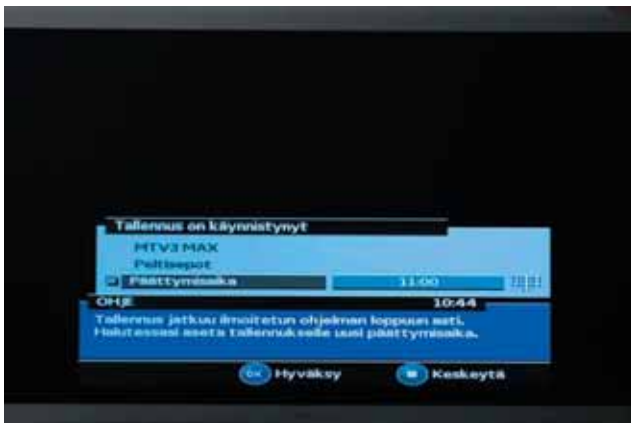 Tallennus on käynnistynyt
MTV3 MAX
Peltisepot
Päättymisaika 11:00
OHJE 10:44
Tallennus jatkuu ilmoitetun ohjelman loppuun asti.
Halutessasi aseta tallennukselle uusi päättymisaika.
OK Hyväksy Keskeytä